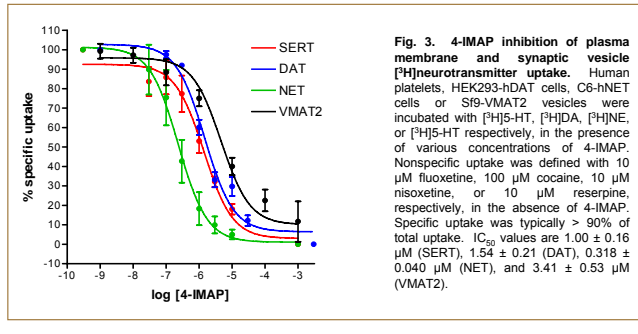 110
100
90
80
70
60
50
40
30
20
10
0
% specific uptake
-10 -9 -8 -7 -6 -5 -4 -3
log [4-IMAP]
SERT
DAT
NET
VMAT2
Fig. 3. 4-IMAP inhibition of plasma
membrane and synaptic vesicle
[³H]neurotransmitter uptake. Human
platelets, HEK293-hDAT cells, C6-hNET
cells or Sf9-VMAT2 vesicles were
incubated with [³H]5-HT, [³H]DA, [³H]NE,
or [³H]5-HT respectively, in the presence
of various concentrations of 4-IMAP.
Nonspecific uptake was defined with 10
µM fluoxetine, 100 µM cocaine, 10 µM
nisoxetine, or 10 µM reserpine,
respectively, in the absence of 4-IMAP.
Specific uptake was typically > 90% of
total uptake. IC₅₀ values are 1.00 ± 0.16
µM (SERT), 1.54 ± 0.21 (DAT), 0.318 ±
0.040 µM (NET), and 3.41 ± 0.53 µM
(VMAT2).